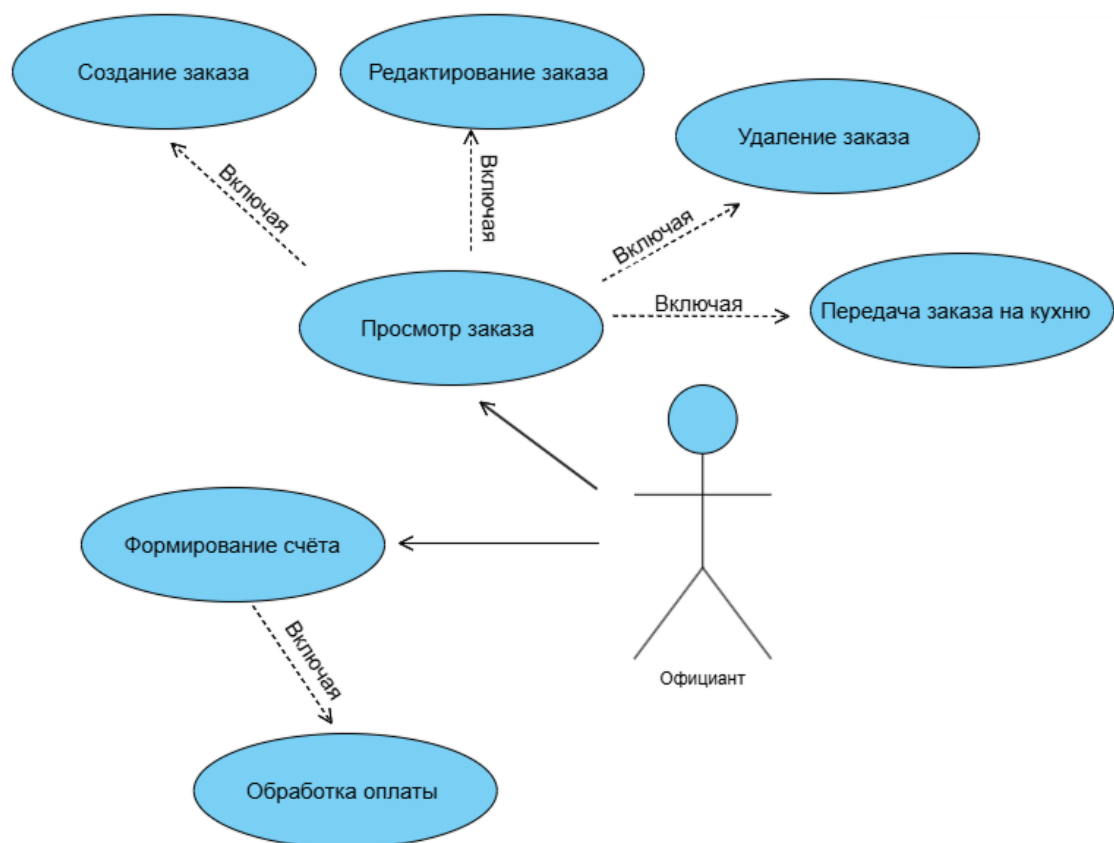 Создание заказа
Редактирование заказа
Удаление заказа
Включая
Включая
Включая
Включая
Просмотр заказа
Передача заказа на кухню
Формирование счёта
Включая
Официант
Обработка оплаты